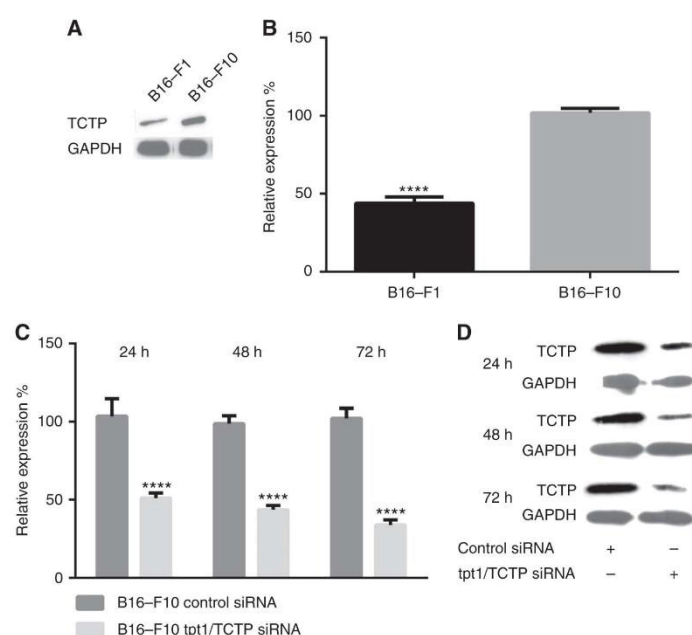 A
B16–F1
B16–F10
TCTP
GAPDH
B
150
100
50
0
Relative expression %
****
B16–F1
B16–F10
C
150
100
50
0
Relative expression %
24 h
48 h
72 h
****
****
****
B16–F10 control siRNA
B16–F10 tpt1/TCTP siRNA
D
24 h
TCTP
GAPDH
48 h
TCTP
GAPDH
72 h
TCTP
GAPDH
Control siRNA + –
tpt1/TCTP siRNA – +